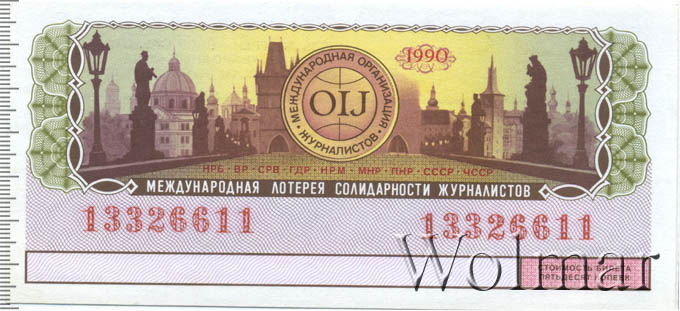 1990
МЕЖДУНАРОДНАЯ ОРГАНИЗАЦИЯ
OIJ
• ЖУРНАЛИСТОВ •
НРБ · ВР · СРВ · ГДР · НРМ · МНР · ПНР · СССР · ЧССР
МЕЖДУНАРОДНАЯ ЛОТЕРЕЯ СОЛИДАРНОСТИ ЖУРНАЛИСТОВ
13326611 13326611
СТОИМОСТЬ БИЛЕТА
ПЯТЬДЕСЯТ КОПЕЕК
Wolmar